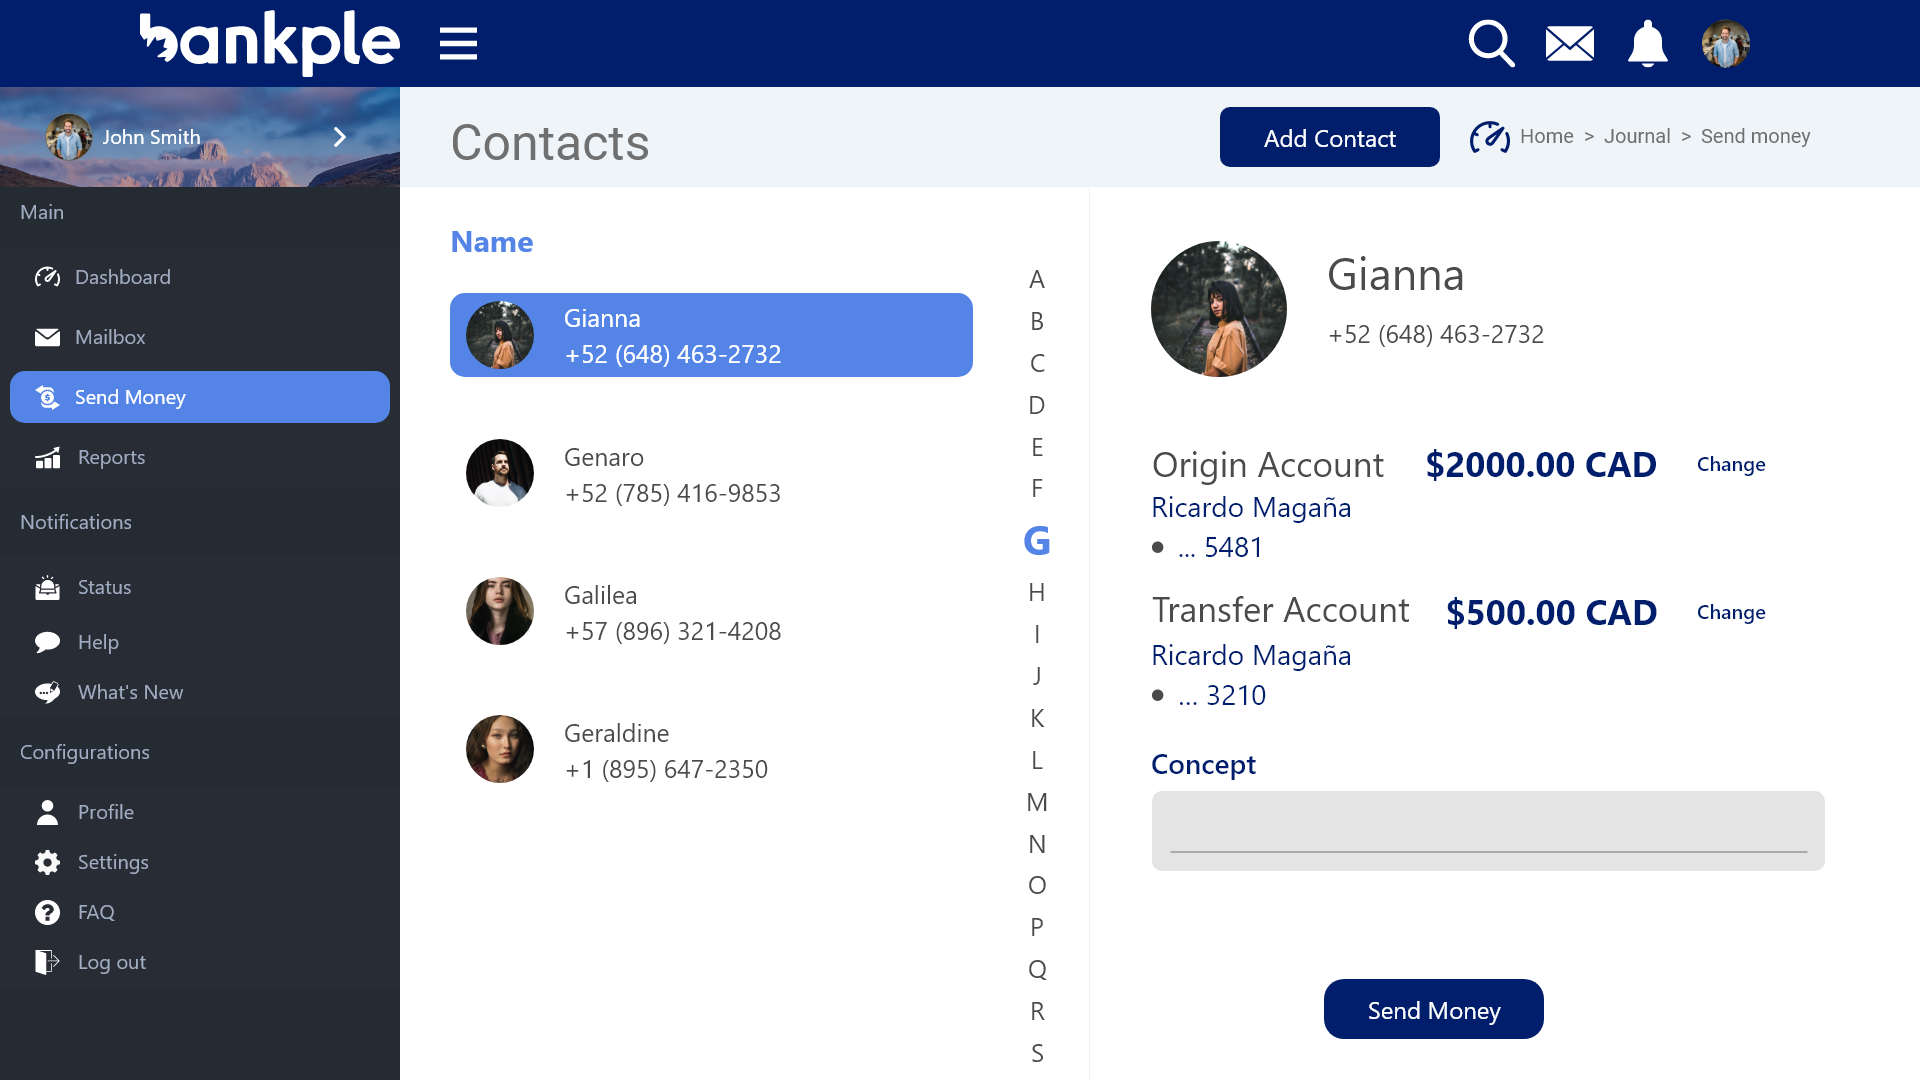 bankple
John Smith
Main
Dashboard
Mailbox
Send Money
Reports
Notifications
Status
Help
What's New
Configurations
Profile
Settings
FAQ
Log out
Contacts
Add Contact
Home > Journal > Send money
Name
Gianna
+52 (648) 463-2732
Genaro
+52 (785) 416-9853
Galilea
+57 (896) 321-4208
Geraldine
+1 (895) 647-2350
A
B
C
D
E
F
G
H
I
J
K
L
M
N
O
P
Q
R
S
Gianna
+52 (648) 463-2732
Origin Account $2000.00 CAD Change
Ricardo Magaña
• ... 5481
Transfer Account $500.00 CAD Change
Ricardo Magaña
• ... 3210
Concept
Send Money